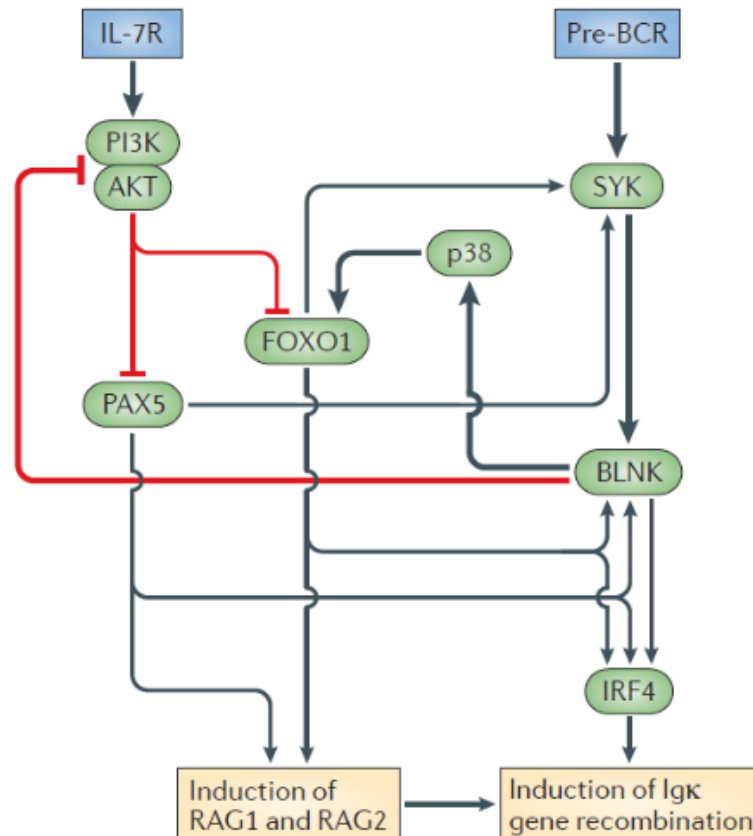 IL-7R
Pre-BCR
PI3K
AKT
SYK
p38
FOXO1
PAX5
BLNK
IRF4
Induction of
RAG1 and RAG2
Induction of Igκ
gene recombination